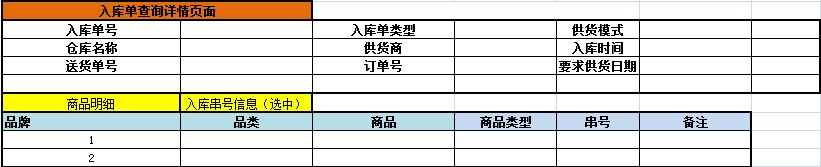 入库单查询详情页面
入库单号 入库单类型 供货模式
仓库名称 供货商 入库时间
送货单号 订单号 要求供货日期
商品明细 入库串号信息（选中）
品牌 品类 商品 商品类型 串号 备注
1
2